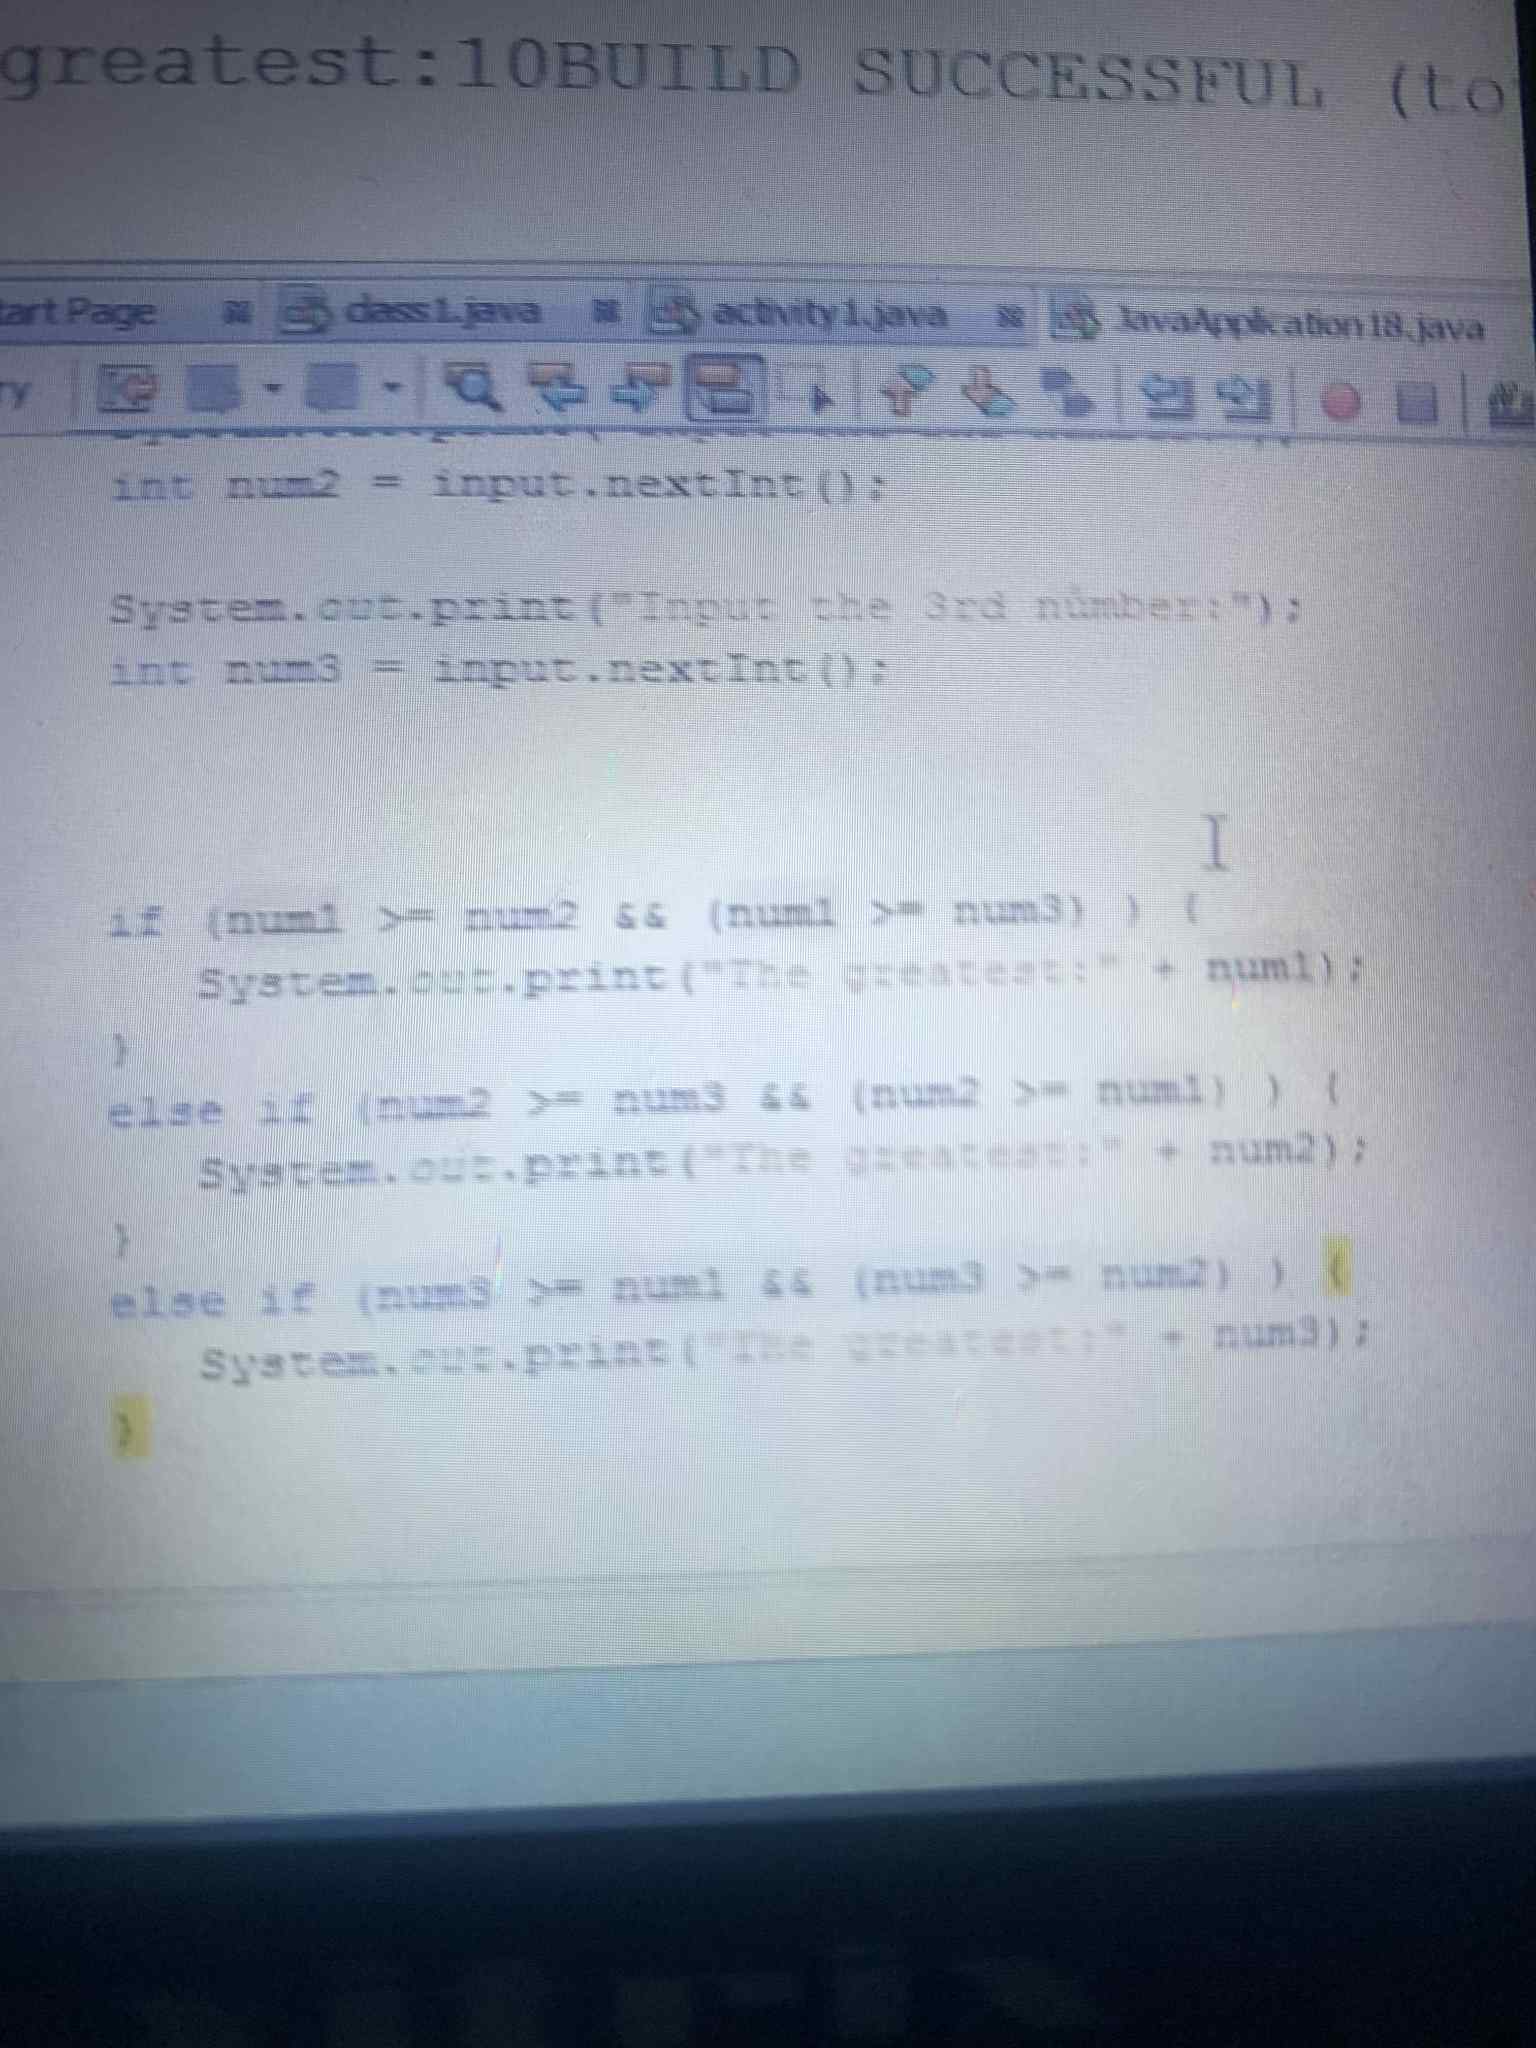 greatest:10BUILD SUCCESSFUL (to
tart Page class1.java activity1.java JavaApplication18.java
ry
int num2 = input.nextInt();
System.out.print("Input the 3rd number:");
int num3 = input.nextInt();
if (num1 >= num2 && (num1 >= num3) ) {
System.out.print("The greatest:" + num1);
}
else if (num2 >= num3 && (num2 >= num1) ) {
System.out.print("The greatest:" + num2);
}
else if (num3 >= num1 && (num3 >= num2) ) {
System.out.print("The greatest:" + num3);
}